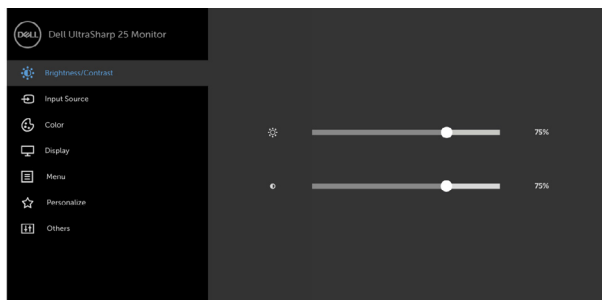 DELL
Dell UltraSharp 25 Monitor
Brightness/Contrast
Input Source
Color
75%
Display
Menu
75%
Personalize
Others